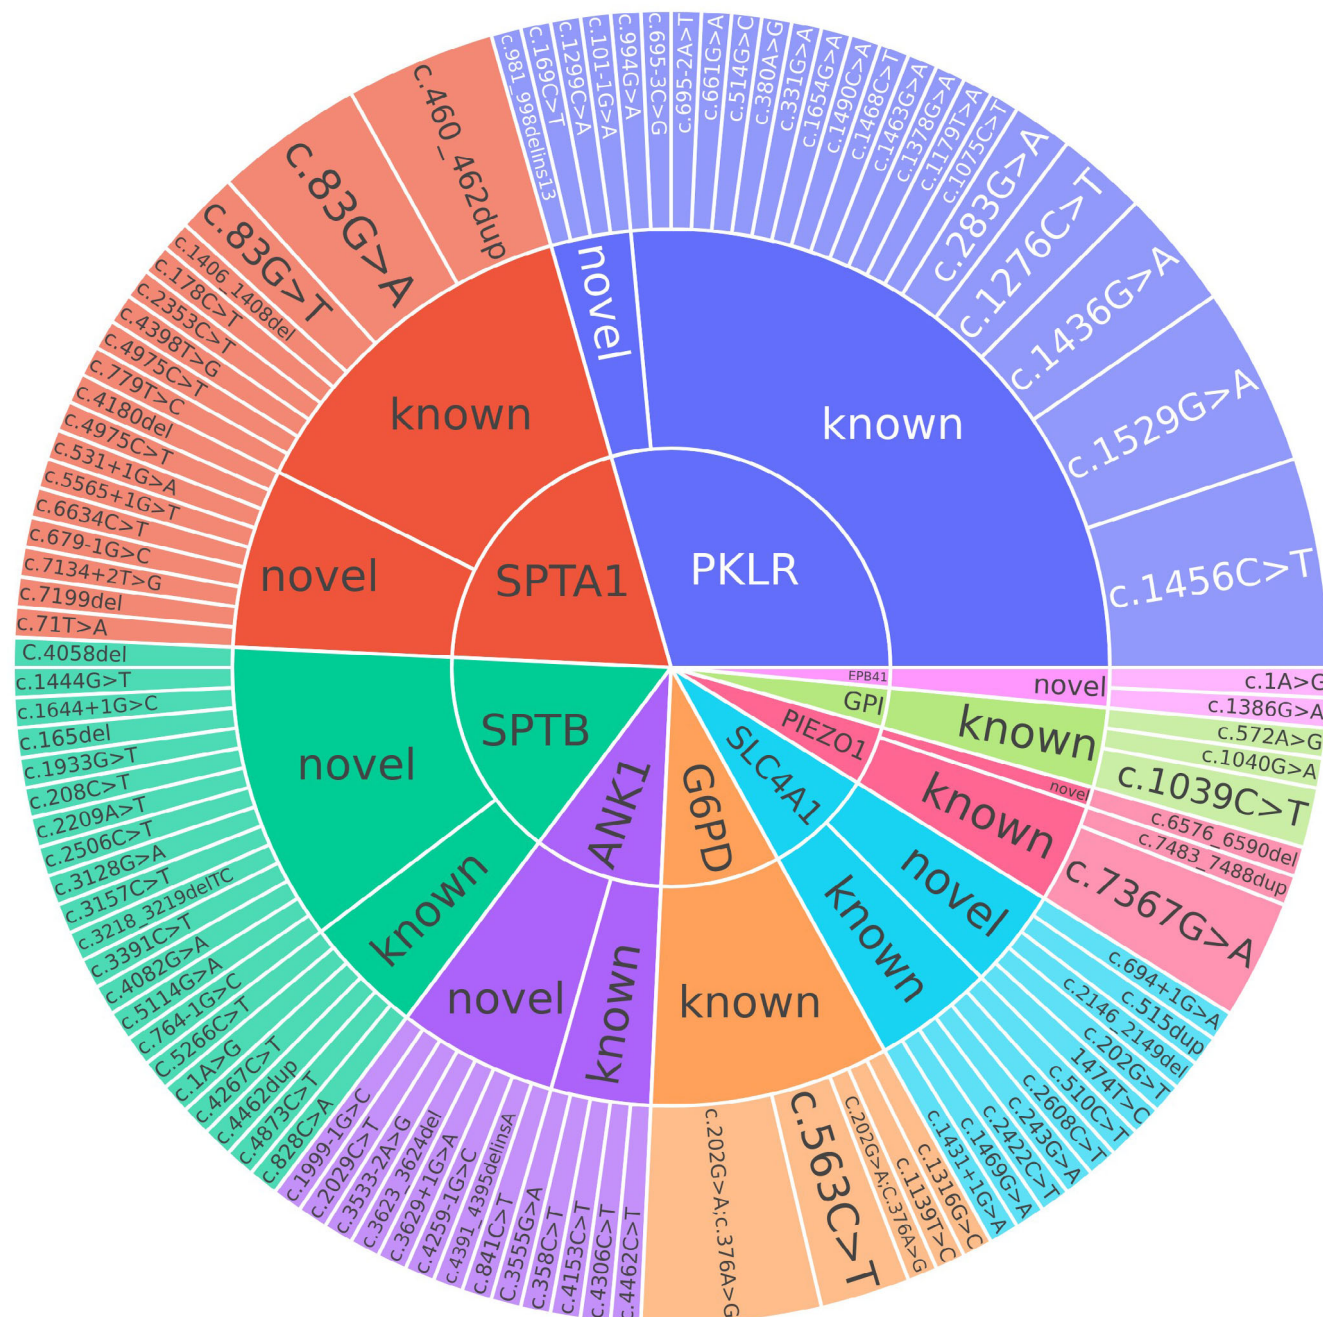 PKLR
novel
known
c.981_998delins13
c.169C>T
c.1299C>A
c.101-1G>A
c.994G>A
c.695-3C>G
c.695-2A>T
c.661G>A
c.514G>C
c.380A>G
c.331G>A
c.1654G>A
c.1490C>A
c.1468C>T
c.1463G>A
c.1378G>A
c.1179T>A
c.1075C>T
c.283G>A
c.1276C>T
c.1436G>A
c.1529G>A
c.1456C>T
EPB41
novel
c.1A>G
c.1386G>A
GPI
known
c.572A>G
c.1040G>A
c.1039C>T
PIEZO1
novel
known
c.6576_6590del
c.7483_7488dup
c.7367G>A
SLC4A1
novel
known
c.694+1G>A
c.515dup
c.2146_2149del
c.202G>T
1474T>C
c.510C>T
c.2608C>T
c.243G>A
c.2422C>T
c.1469G>A
c.1431+1G>A
G6PD
known
c.1316G>C
c.1139T>C
c.202G>A;C.376A>G
c.563C>T
c.202G>A;c.376A>G
ANK1
known
novel
c.4462C>T
c.4306C>T
c.4153C>T
c.358C>T
C.3555G>A
c.841C>T
c.4391_4395delinsA
c.4259-1G>C
c.3629+1G>A
c.3623_3624del
c.3533-2A>G
c.2029C>T
c.1999-1G>C
SPTB
known
novel
c.828C>A
c.4873C>T
c.4462dup
c.4267C>T
c.1A>G
c.5266C>T
c.764-1G>C
c.5114G>A
c.4082G>A
c.3391C>T
c.3218_3219delTC
c.3157C>T
c.3128G>A
c.2506C>T
c.2209A>T
c.208C>T
c.1933G>T
c.165del
c.1644+1G>C
c.1444G>T
C.4058del
SPTA1
novel
known
c.71T>A
c.7199del
c.7134+2T>G
c.679-1G>C
c.6634C>T
c.5565+1G>T
c.531+1G>A
c.4975C>T
c.4180del
c.779T>C
c.4975C>T
c.4398T>G
c.2353C>T
c.178C>T
c.1406_1408del
c.83G>T
c.83G>A
c.460_462dup